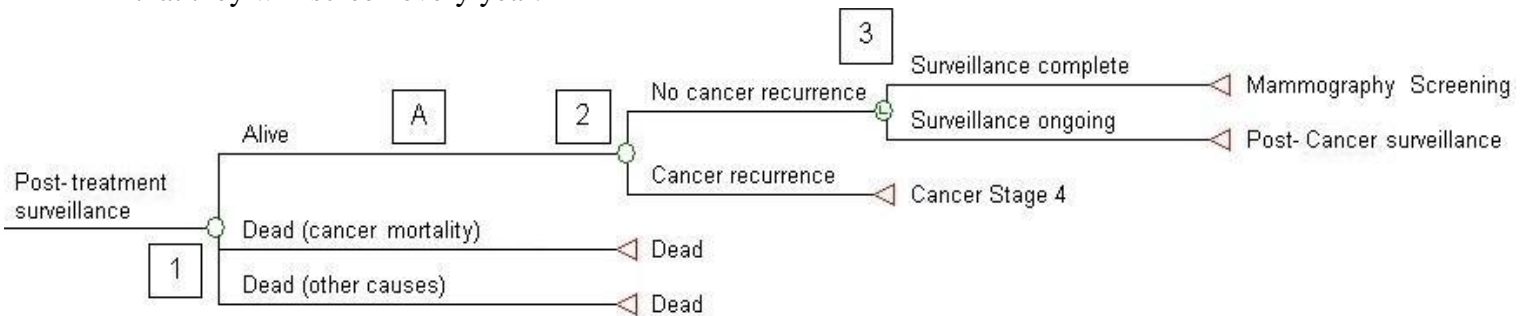 3
Surveillance complete
Mammography Screening
No cancer recurrence
A
2
Surveillance ongoing
Post- Cancer surveillance
Alive
Cancer recurrence
Cancer Stage 4
Post-treatment
surveillance
Dead (cancer mortality)
Dead
1
Dead (other causes)
Dead